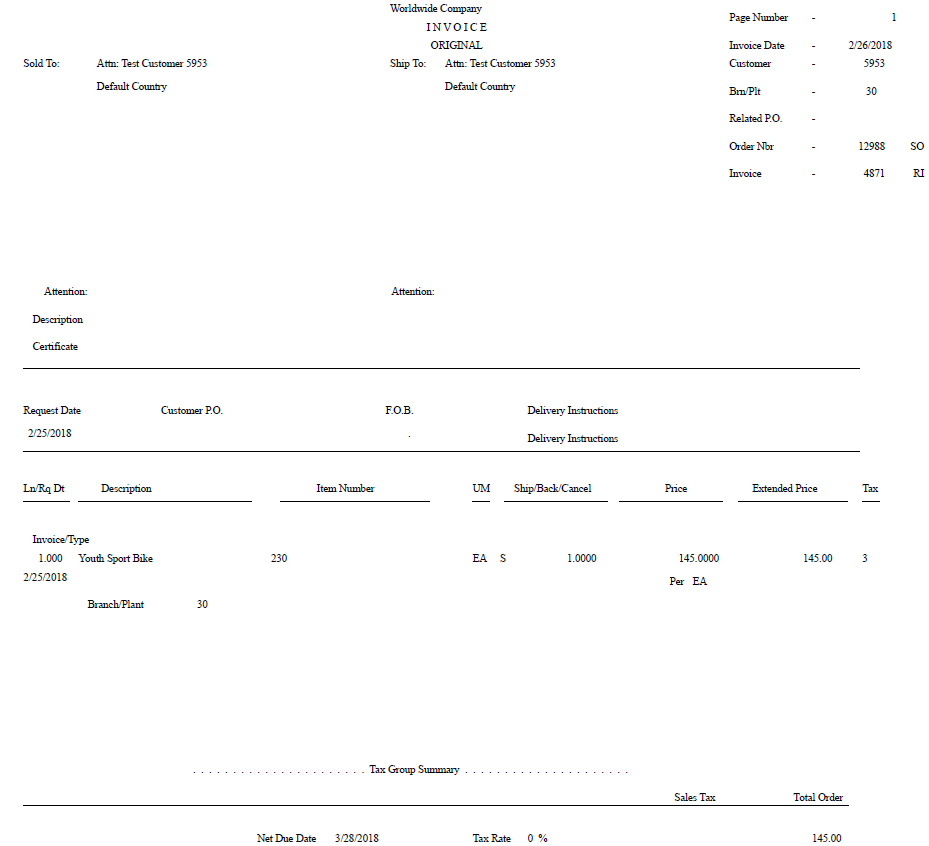 Worldwide Company
Page Number - 1
I N V O I C E
ORIGINAL
Invoice Date - 2/26/2018
Sold To: Attn: Test Customer 5953 Ship To: Attn: Test Customer 5953 Customer - 5953
Default Country Default Country
Brn/Plt - 30
Related P.O. -
Order Nbr - 12988 SO
Invoice - 4871 RI
Attention: Attention:
Description
Certificate
Request Date Customer P.O. F.O.B. Delivery Instructions
2/25/2018 . Delivery Instructions
Ln/Rq Dt Description Item Number UM Ship/Back/Cancel Price Extended Price Tax
Invoice/Type
1.000 Youth Sport Bike 230 EA S 1.0000 145.0000 145.00 3
2/25/2018 Per EA
Branch/Plant 30
. . . . . . . . . . . . . . . . . . . . . . Tax Group Summary . . . . . . . . . . . . . . . . . . . . .
Sales Tax Total Order
Net Due Date 3/28/2018 Tax Rate 0 % 145.00